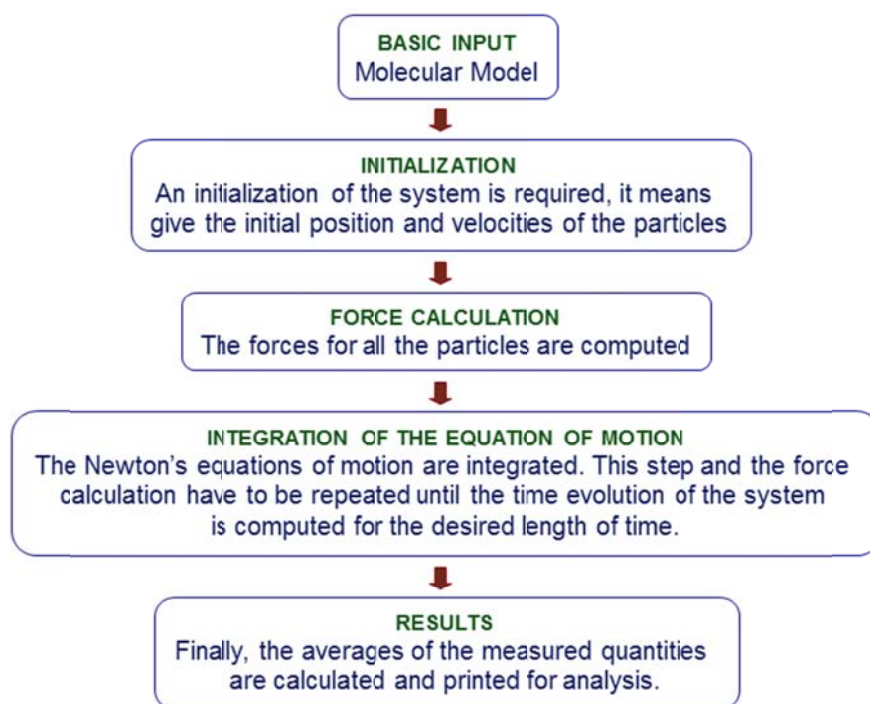 BASIC INPUT
Molecular Model
INITIALIZATION
An initialization of the system is required, it means
give the initial position and velocities of the particles
FORCE CALCULATION
The forces for all the particles are computed
INTEGRATION OF THE EQUATION OF MOTION
The Newton's equations of motion are integrated. This step and the force
calculation have to be repeated until the time evolution of the system
is computed for the desired length of time.
RESULTS
Finally, the averages of the measured quantities
are calculated and printed for analysis.